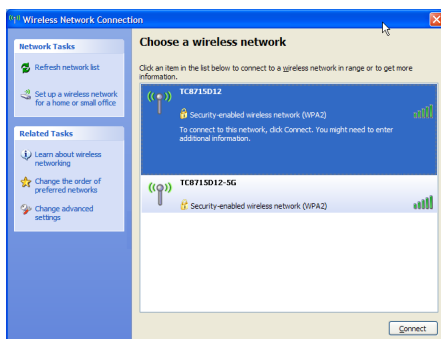 Wireless Network Connection
Network Tasks
Refresh network list
Set up a wireless network
for a home or small office
Related Tasks
Learn about wireless
networking
Change the order of
preferred networks
Change advanced
settings
Choose a wireless network
Click an item in the list below to connect to a wireless network in range or to get more
information.
TC8715D12
Security-enabled wireless network (WPA2)
To connect to this network, click Connect. You might need to enter
additional information.
TC8715D12-5G
Security-enabled wireless network (WPA2)
Connect